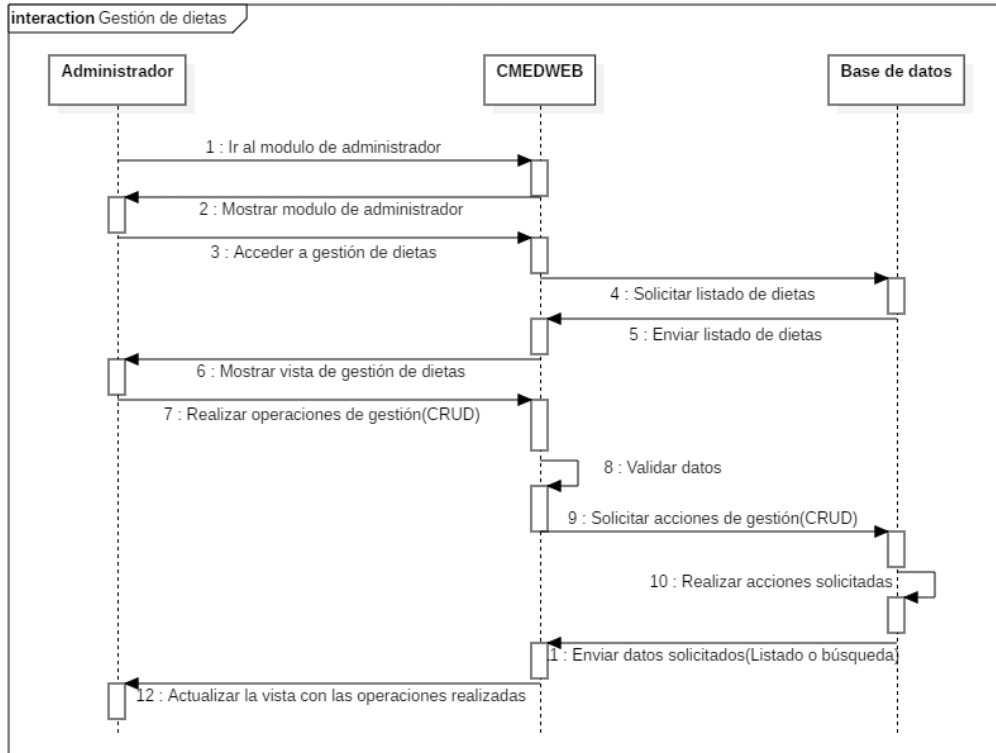 interaction Gestión de dietas
Administrador
CMEDWEB
Base de datos
1 : Ir al modulo de administrador
2 : Mostrar modulo de administrador
3 : Acceder a gestión de dietas
4 : Solicitar listado de dietas
5 : Enviar listado de dietas
6 : Mostrar vista de gestión de dietas
7 : Realizar operaciones de gestión(CRUD)
8 : Validar datos
9 : Solicitar acciones de gestión(CRUD)
10 : Realizar acciones solicitadas
11 : Enviar datos solicitados(Listado o búsqueda)
12 : Actualizar la vista con las operaciones realizadas